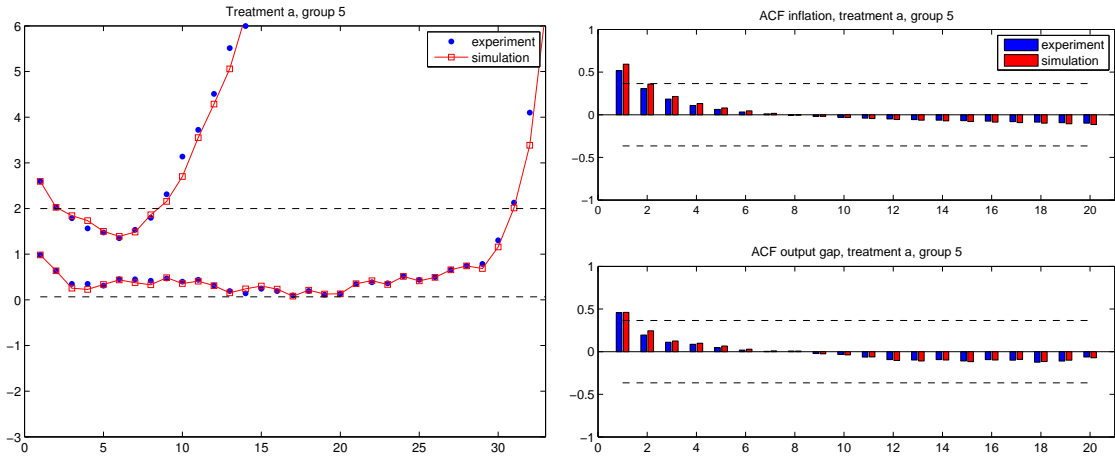 Treatment a, group 5
experiment
simulation
6
5
4
3
2
1
0
−1
−2
−3
0 5 10 15 20 25 30
ACF inflation, treatment a, group 5
experiment
simulation
1
0.5
0
−0.5
−1
0 2 4 6 8 10 12 14 16 18 20
ACF output gap, treatment a, group 5
1
0.5
0
−0.5
−1
0 2 4 6 8 10 12 14 16 18 20